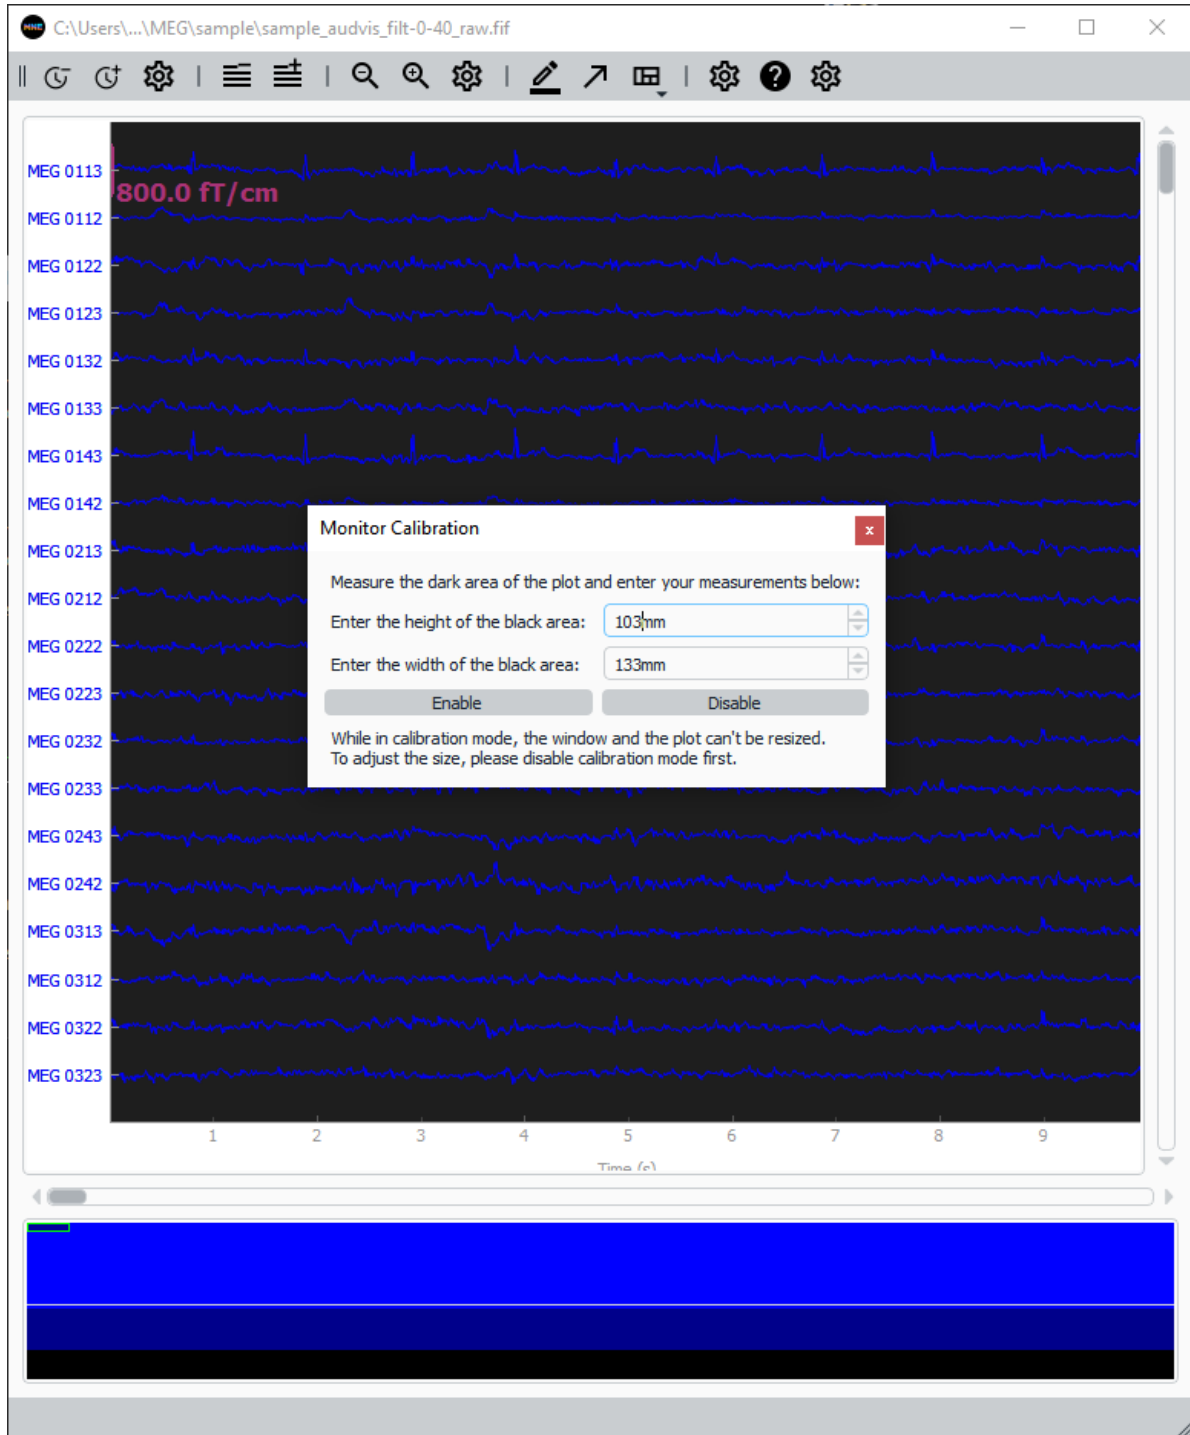 MNE C:\Users\...\MEG\sample\sample_audvis_filt-0-40_raw.fif
MEG 0113
800.0 fT/cm
MEG 0112
MEG 0122
MEG 0123
MEG 0132
MEG 0133
MEG 0143
MEG 0142
MEG 0213
MEG 0212
MEG 0222
MEG 0223
MEG 0232
MEG 0233
MEG 0243
MEG 0242
MEG 0313
MEG 0312
MEG 0322
MEG 0323
Monitor Calibration
x
Measure the dark area of the plot and enter your measurements below:
Enter the height of the black area: 103mm
Enter the width of the black area: 133mm
Enable Disable
While in calibration mode, the window and the plot can't be resized.
To adjust the size, please disable calibration mode first.
1 2 3 4 5 6 7 8 9
Time (s)